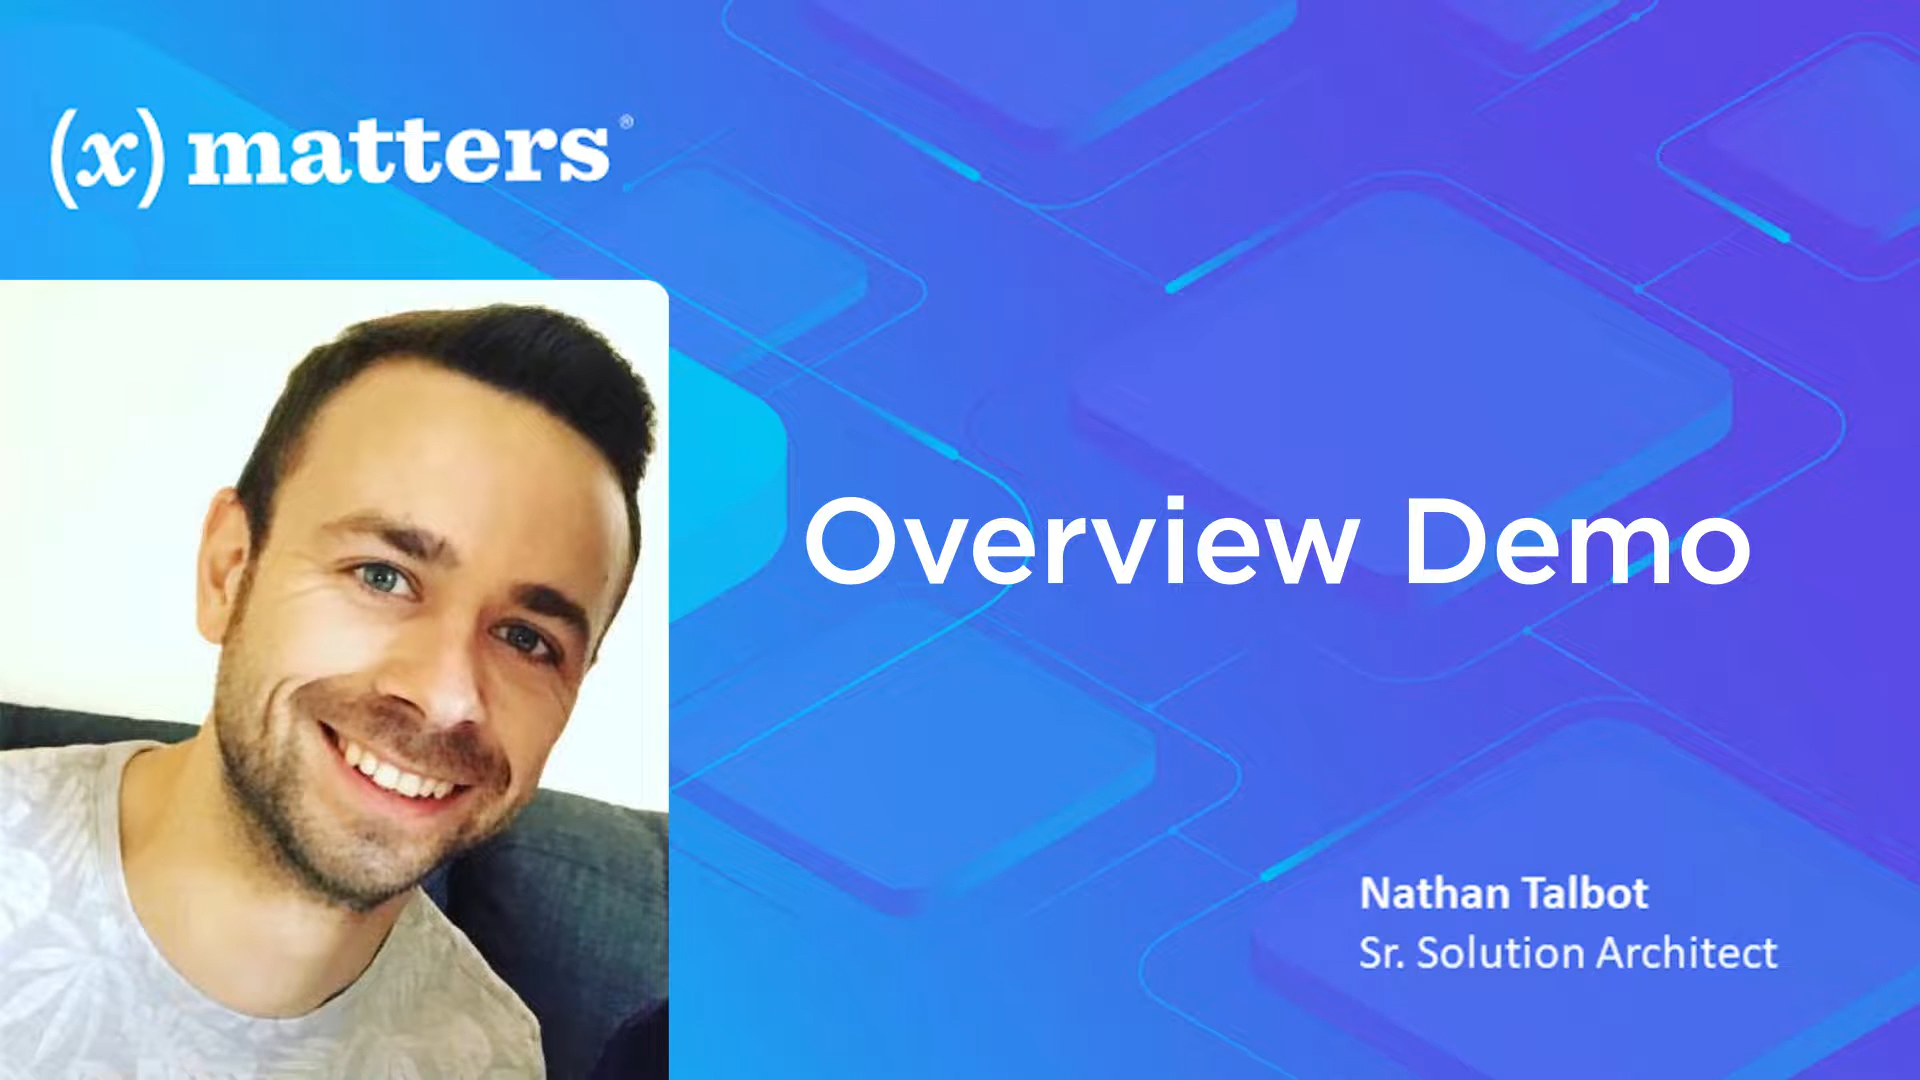 (x) matters®
Overview Demo
Nathan Talbot
Sr. Solution Architect